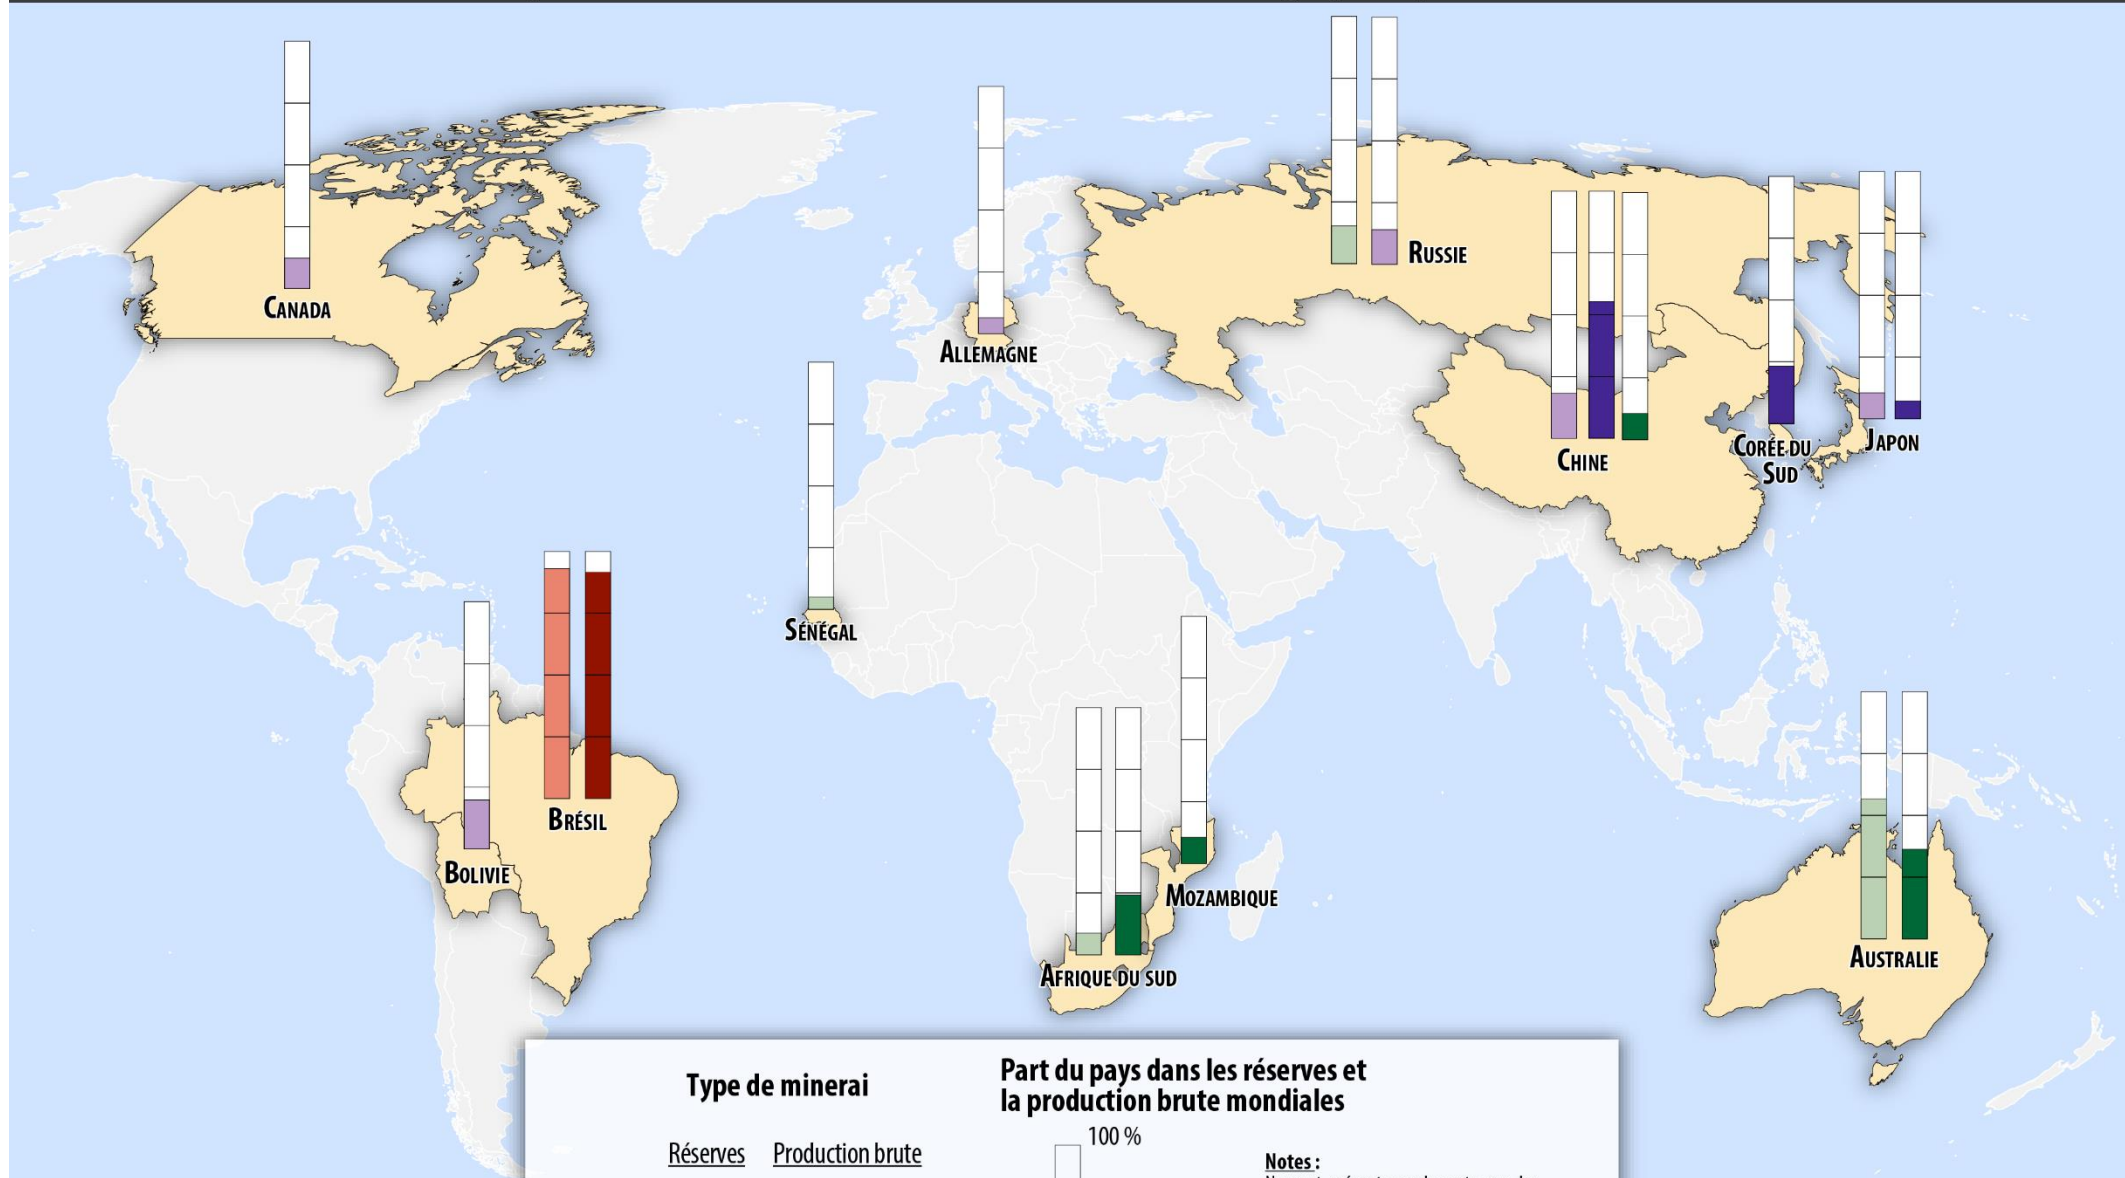 Canada
Allemagne
Russie
Chine
Corée du
Sud
Japon
Sénégal
Brésil
Bolivie
Mozambique
Afrique du sud
Australie
Type de minerai
Réserves
Production brute
Part du pays dans les réserves et
la production brute mondiales
100 %
Notes :